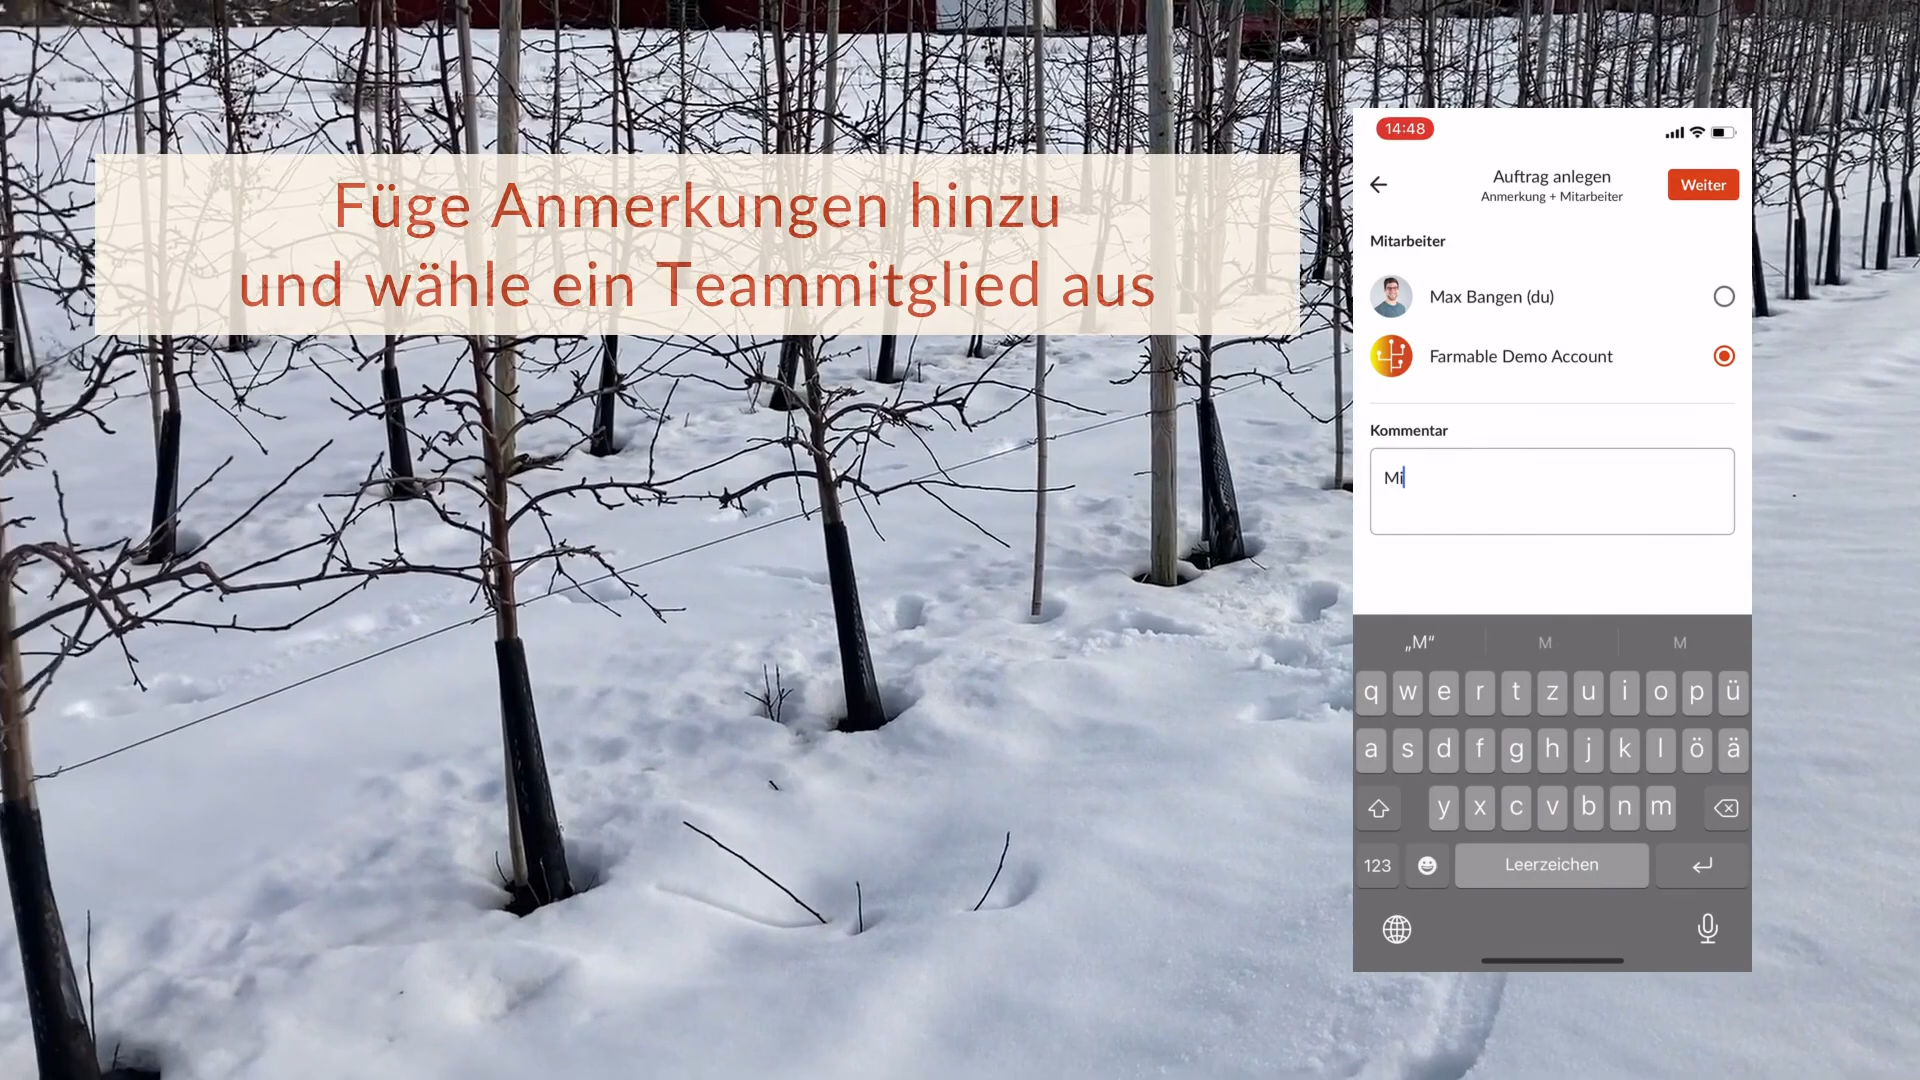 Füge Anmerkungen hinzu
und wähle ein Teammitglied aus
14:48
Auftrag anlegen
Anmerkung + Mitarbeiter
Weiter
Mitarbeiter
Max Bangen (du)
Farmable Demo Account
Kommentar
Mi
„M“ M M
q w e r t z u i o p ü
a s d f g h j k l ö ä
y x c v b n m
123 Leerzeichen